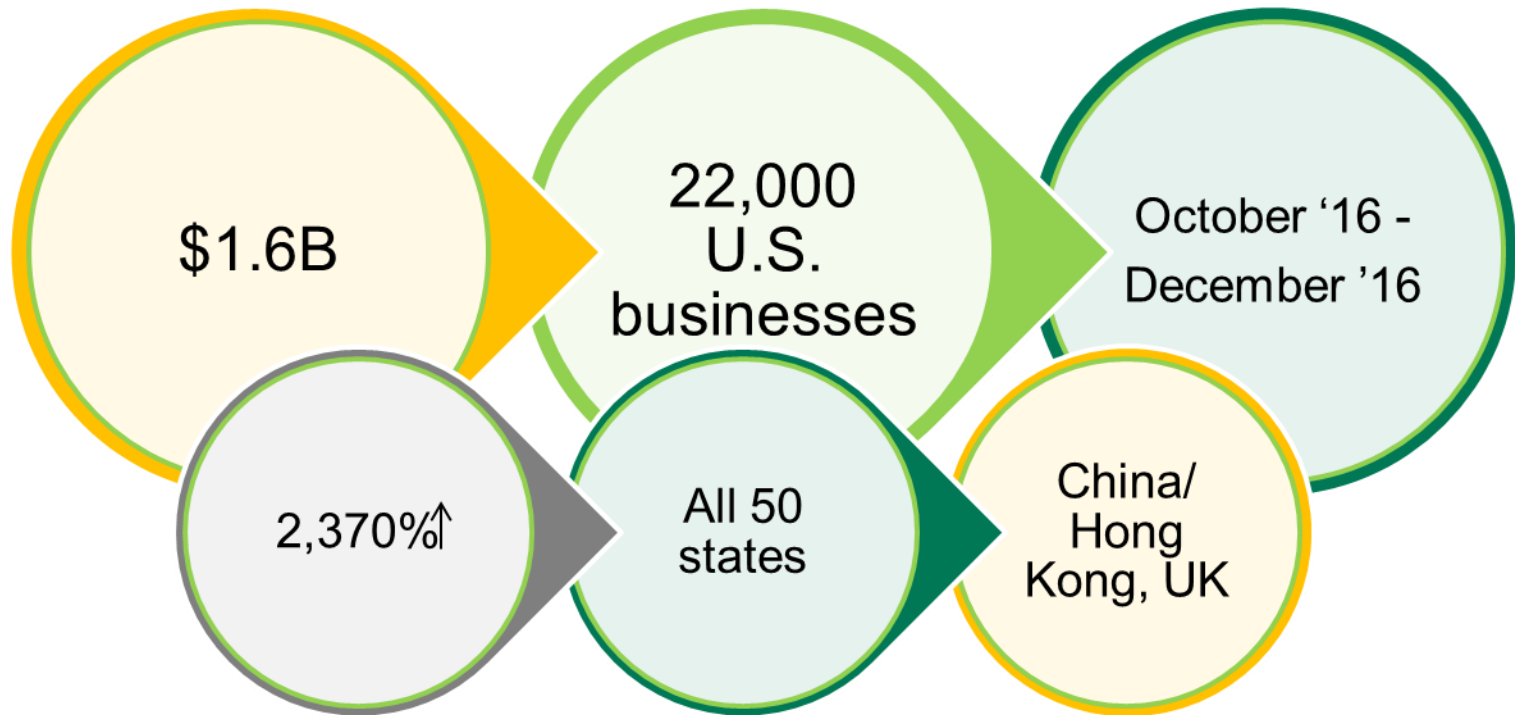 $1.6B
22,000
U.S.
businesses
October ‘16 -
December ’16
2,370%↑
All 50
states
China/
Hong
Kong, UK